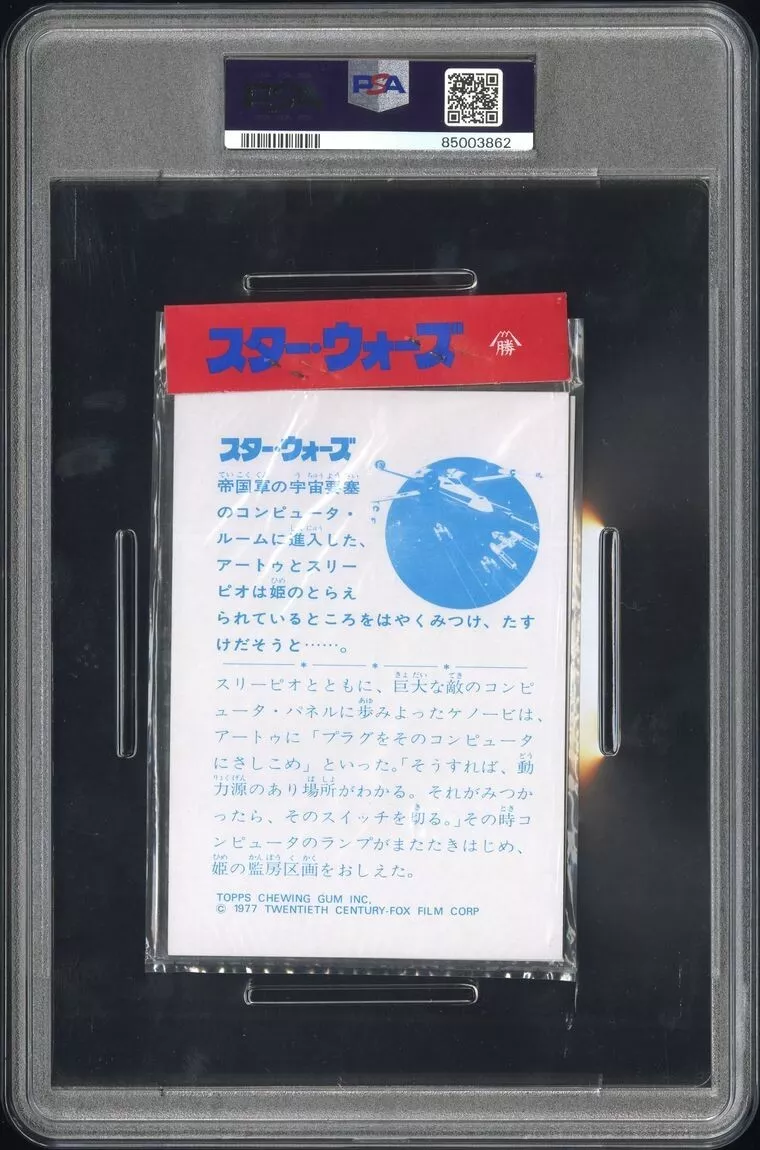 PSA
85003862
スター・ウォーズ
勝
スター・ウォーズ
ていこくぐん うちゅうようさい
帝国軍の宇宙要塞
のコンピュータ・
しんにゅう
ルームに進入した、
アートゥとスリー
ひめ
ピオは姫のとらえ
られているところをはやくみつけ、たす
けだそうと……。
きょだい てき
スリーピオとともに、巨大な敵のコンピ
あゆ
ュータ・パネルに歩みよったケノービは、
アートゥに「プラグをそのコンピュータ
どう
にさしこめ」といった。「そうすれば、動
りょくげん ばしょ
力源のあり場所がわかる。それがみつか
き とき
ったら、そのスイッチを切る。」その時コ
ンピュータのランプがまたたきはじめ、
ひめ かんぼうくかく
姫の監房区画をおしえた。
TOPPS CHEWING GUM INC,
© 1977 TWENTIETH CENTURY-FOX FILM CORP